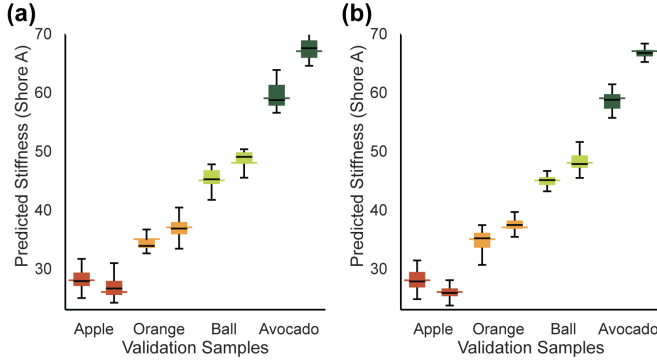 (a)
Predicted Stiffness (Shore A)
70
60
50
40
30
Apple Orange Ball Avocado
Validation Samples
(b)
Predicted Stiffness (Shore A)
70
60
50
40
30
Apple Orange Ball Avocado
Validation Samples